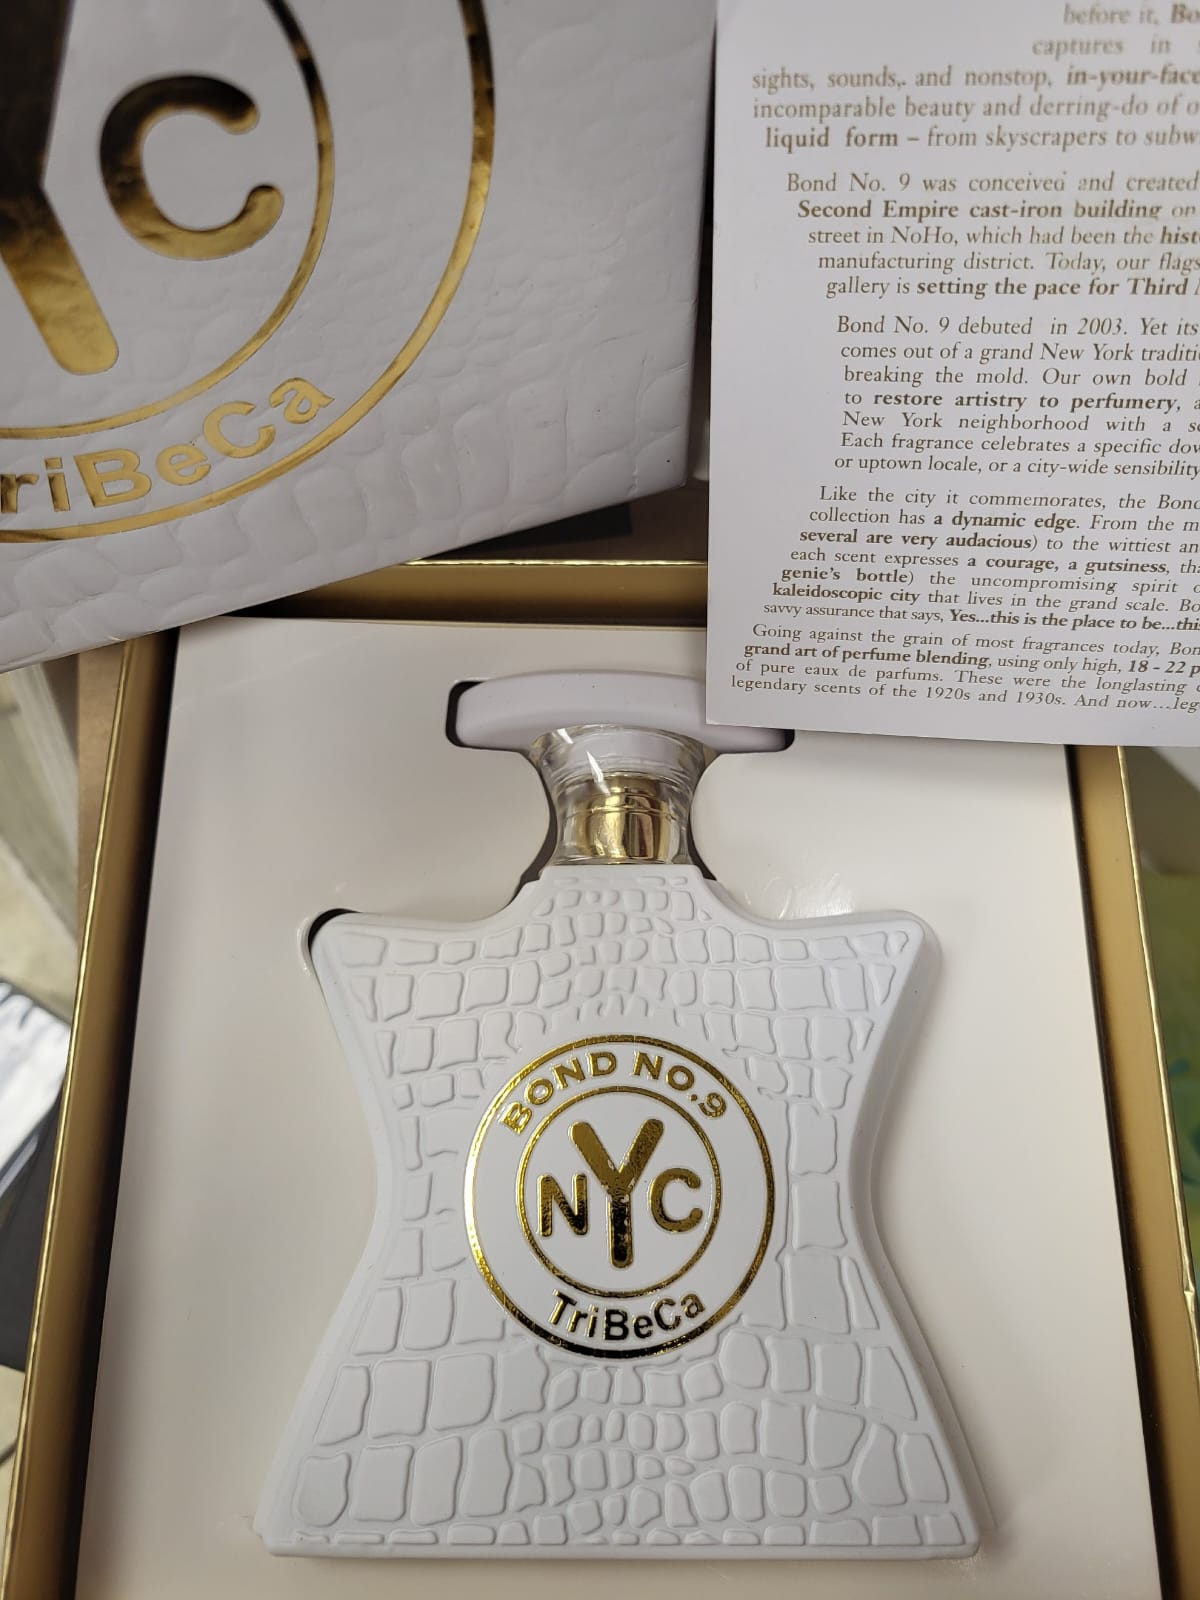 C
TriBeCa
before it,
captures in
sights, sounds,. and nonstop, in-your-face
incomparable beauty and derring-do of
liquid form – from skyscrapers to
Bond No. 9 was conceived and created
Second Empire cast-iron building on
street in NoHo, which had been the
manufacturing district. Today, our
gallery is setting the pace for Third
Bond No. 9 debuted in 2003. Yet its
comes out of a grand New York
breaking the mold. Our own bold
to restore artistry to perfumery,
New York neighborhood with a
Each fragrance celebrates a specific
or uptown locale, or a city-wide sensibility
Like the city it commemorates, the Bond
collection has a dynamic edge. From the
several are very audacious) to the wittiest
each scent expresses a courage, a gutsiness,
genie's bottle) the uncompromising spirit
kaleidoscopic city that lives in the grand scale.
savvy assurance that says, Yes...this is the place to be...
Going against the grain of most fragrances today,
grand art of perfume blending, using only high, 18 - 22
of pure eaux de parfums. These were the longlasting
legendary scents of the 1920s and 1930s. And now...
BOND NO.9
NYC
TriBeCa